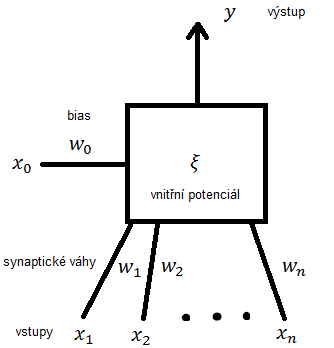 y výstup
bias
w₀
x₀
ξ
vnitřní potenciál
synaptické váhy
w₁ w₂ wₙ
vstupy x₁ x₂ • • • xₙ